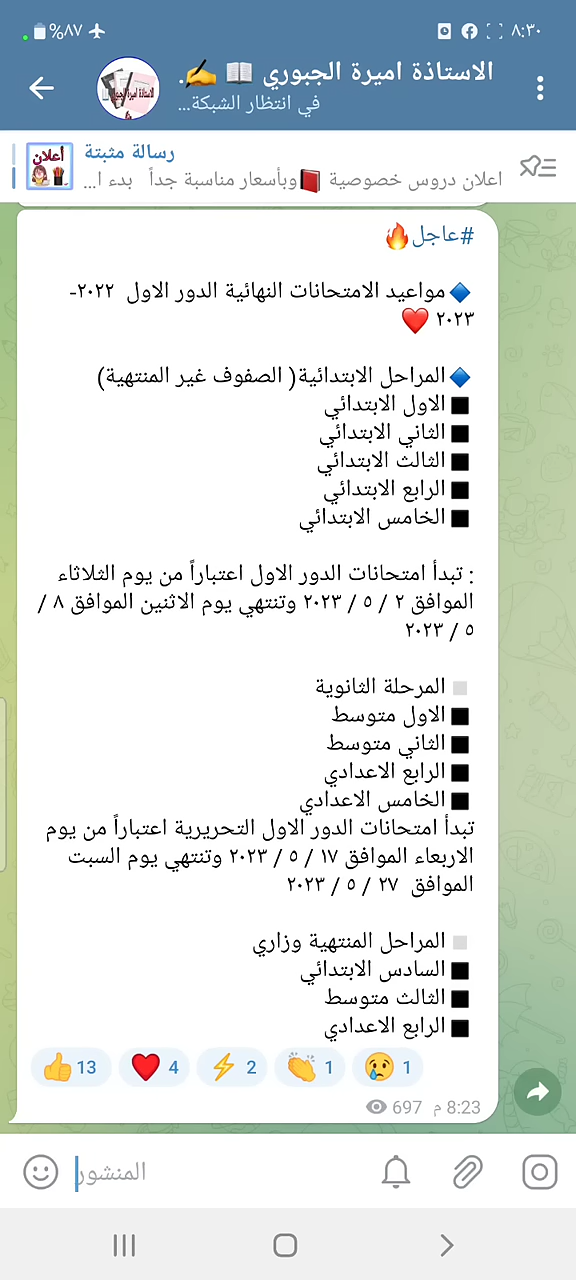 ٨:٣٠
%٨٧
الاستاذة اميرة الجبوري 📖 ✍️.
في انتظار الشبكة...
أعلان
رسالة مثبتة
اعلان دروس خصوصية 📕وبأسعار مناسبة جداً بدء ا...
#عاجل🔥
🔷مواعيد الامتحانات النهائية الدور الاول ٢٠٢٢-
٢٠٢٣ ❤️
🔷المراحل الابتدائية( الصفوف غير المنتهية)
◼️الاول الابتدائي
◼️الثاني الابتدائي
◼️الثالث الابتدائي
◼️الرابع الابتدائي
◼️الخامس الابتدائي
: تبدأ امتحانات الدور الاول اعتباراً من يوم الثلاثاء
الموافق ٢ / ٥ / ٢٠٢٣ وتنتهي يوم الاثنين الموافق ٨ /
٥ / ٢٠٢٣
◽المرحلة الثانوية
◼️الاول متوسط
◼️الثاني متوسط
◼️الرابع الاعدادي
◼️الخامس الاعدادي
تبدأ امتحانات الدور الاول التحريرية اعتباراً من يوم
الاربعاء الموافق ١٧ / ٥ / ٢٠٢٣ وتنتهي يوم السبت
الموافق ٢٧ / ٥ / ٢٠٢٣
◽المراحل المنتهية وزاري
◼️السادس الابتدائي
◼️الثالث متوسط
◼️الرابع الاعدادي
👍 13 ❤️ 4 ⚡ 2 👏 1 😢 1
697 8:23 م
المنشور